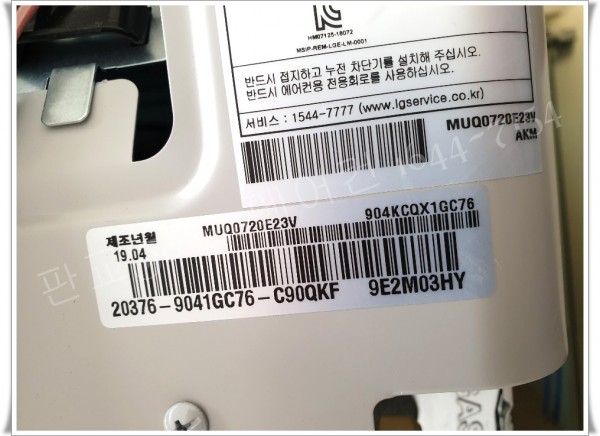 HM07125-18072
MSIP-REM-LGE-LM-0001
반드시 접지하고 누전 차단기를 설치해 주십시오.
반드시 에어컨용 전용회로를 사용하십시오.
서비스 : 1544-7777 (www.lgservice.co.kr)
MUQ0720E23V
AKM
제조년월
19.04
MUQ0720E23V
904KCQX1GC76
20376-9041GC76-C90QKF
9E2M03HY